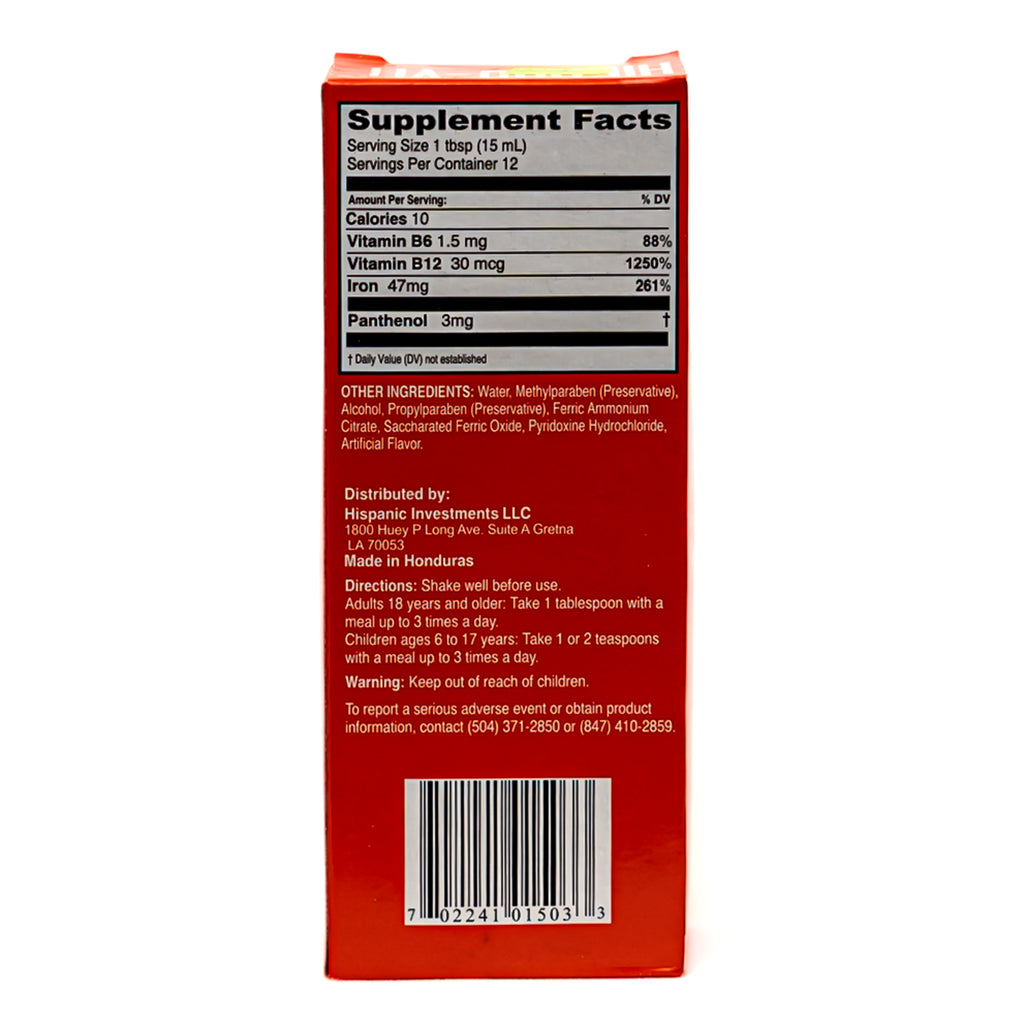 Supplement Facts
Serving Size 1 tbsp (15 mL)
Servings Per Container 12
Amount Per Serving: % DV
Calories 10
Vitamin B6 1.5 mg 88%
Vitamin B12 30 mcg 1250%
Iron 47mg 261%
Panthenol 3mg †
† Daily Value (DV) not established
OTHER INGREDIENTS: Water, Methylparaben (Preservative),
Alcohol, Propylparaben (Preservative), Ferric Ammonium
Citrate, Saccharated Ferric Oxide, Pyridoxine Hydrochloride,
Artificial Flavor.
Distributed by:
Hispanic Investments LLC
1800 Huey P Long Ave. Suite A Gretna
LA 70053
Made in Honduras
Directions: Shake well before use.
Adults 18 years and older: Take 1 tablespoon with a
meal up to 3 times a day.
Children ages 6 to 17 years: Take 1 or 2 teaspoons
with a meal up to 3 times a day.
Warning: Keep out of reach of children.
To report a serious adverse event or obtain product
information, contact (504) 371-2850 or (847) 410-2859.
7 02241 01503 3